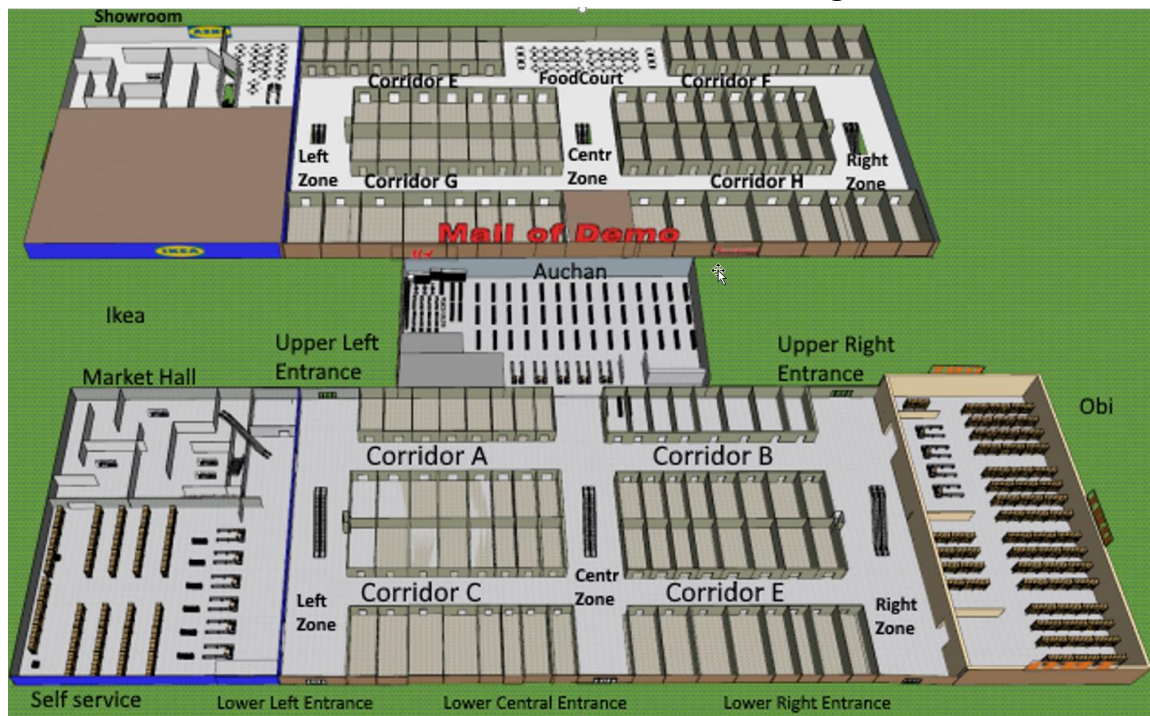 Showroom
IKEA
Corridor E
FoodCourt
Corridor F
Left
Zone
Centr
Zone
Right
Zone
Corridor G
Corridor H
Mall of Demo
IKEA
Auchan
Ikea
Upper Left
Entrance
Upper Right
Entrance
Market Hall
Obi
Corridor A
Corridor B
Corridor C
Centr
Zone
Corridor E
Left
Zone
Right
Zone
Self service
Lower Left Entrance
Lower Central Entrance
Lower Right Entrance